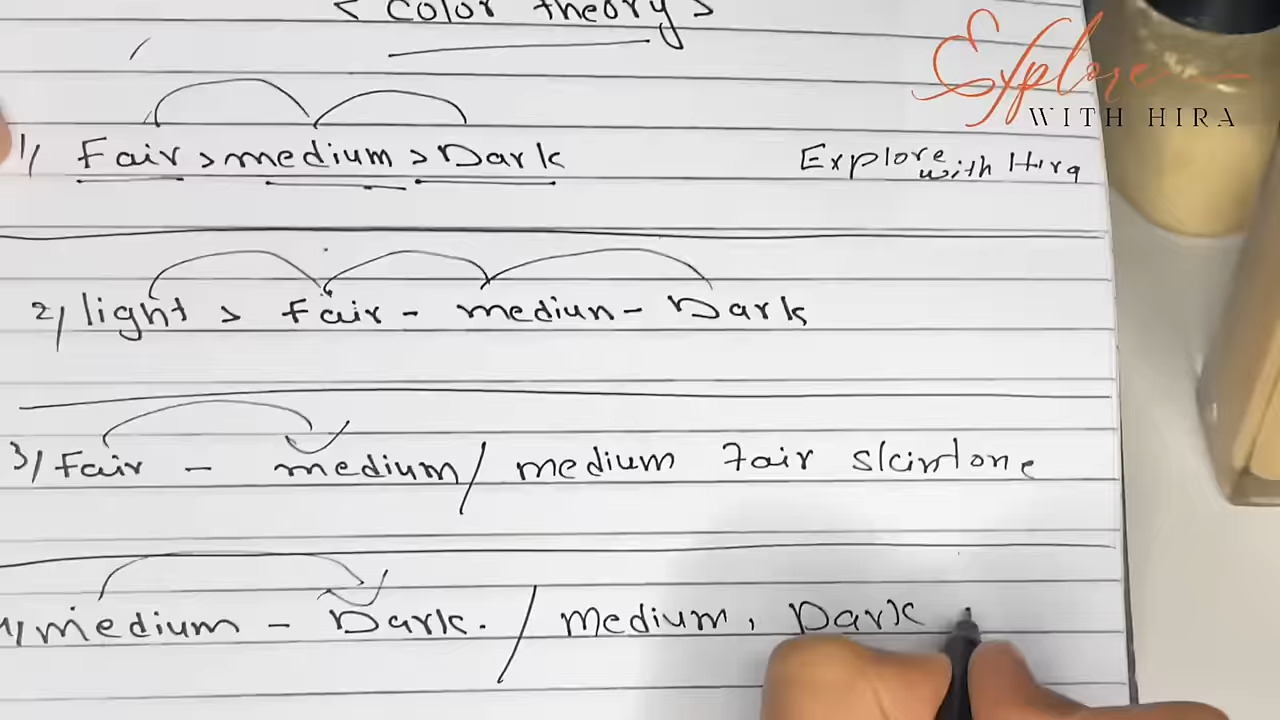 < Color theory >
Explore
WITH HIRA
1/ Fair > medium > Dark
Explore with Hira
2/ light > Fair - mediun - Dark
3/ Fair - medium / medium Fair skintone
4/ medium - Dark. / medium, Dark